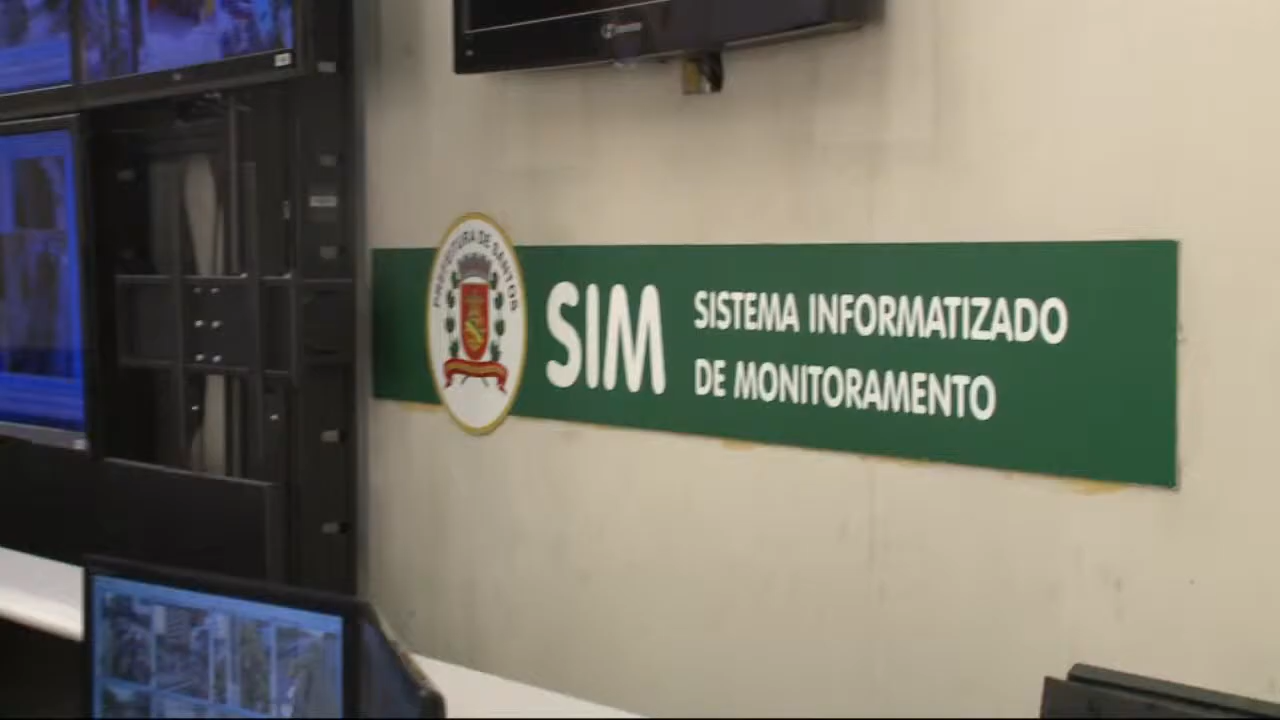 PREFEITURA DE SANTOS
SIM
SISTEMA INFORMATIZADO
DE MONITORAMENTO